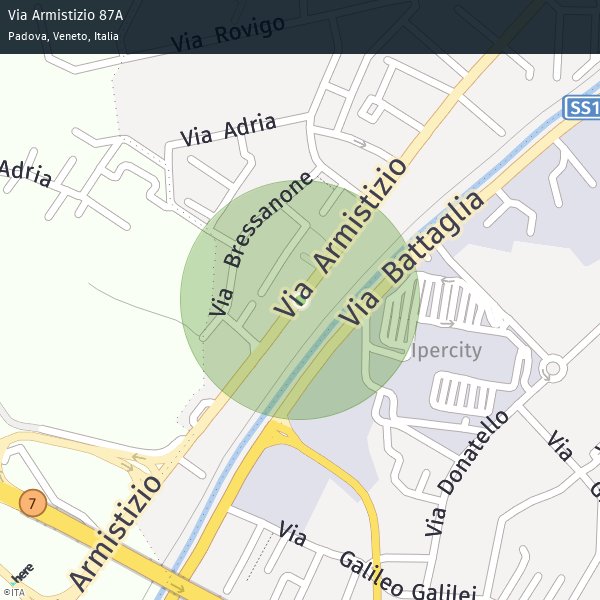 Via Armistizio 87A
Padova, Veneto, Italia
Via Rovigo
SS1
Via Adria
Adria
Via Bressanone
Via Armistizio
Via Battaglia
Ipercity
Via Donatello
Via
G
7
Armistizio
Via
Galileo Galilei
here
©ITA